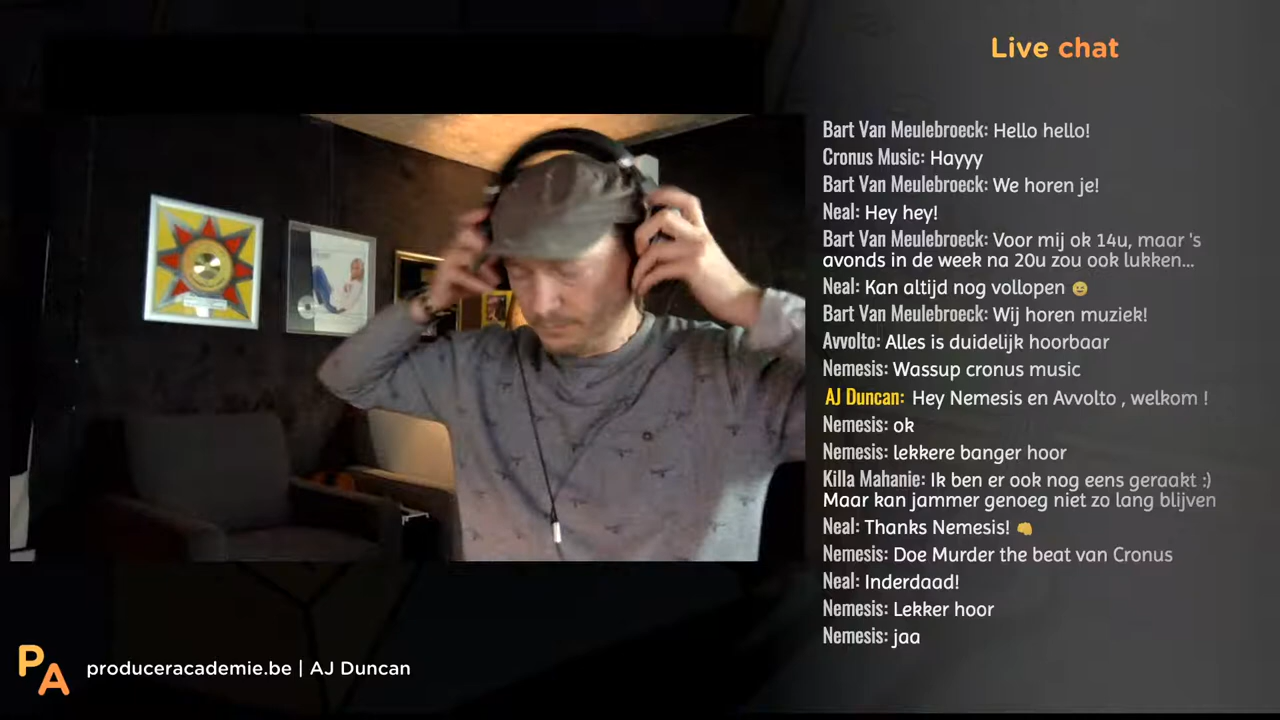 Live chat
Bart Van Meulebroeck: Hello hello!
Cronus Music: Hayyy
Bart Van Meulebroeck: We horen je!
Neal: Hey hey!
Bart Van Meulebroeck: Voor mij ok 14u, maar 's
avonds in de week na 20u zou ook lukken...
Neal: Kan altijd nog vollopen 😄
Bart Van Meulebroeck: Wij horen muziek!
Avvolto: Alles is duidelijk hoorbaar
Nemesis: Wassup cronus music
AJ Duncan: Hey Nemesis en Avvolto , welkom !
Nemesis: ok
Nemesis: lekkere banger hoor
Killa Mahanie: Ik ben er ook nog eens geraakt :)
Maar kan jammer genoeg niet zo lang blijven
Neal: Thanks Nemesis! 👊
Nemesis: Doe Murder the beat van Cronus
Neal: Inderdaad!
Nemesis: Lekker hoor
Nemesis: jaa
PA
produceracademie.be | AJ Duncan